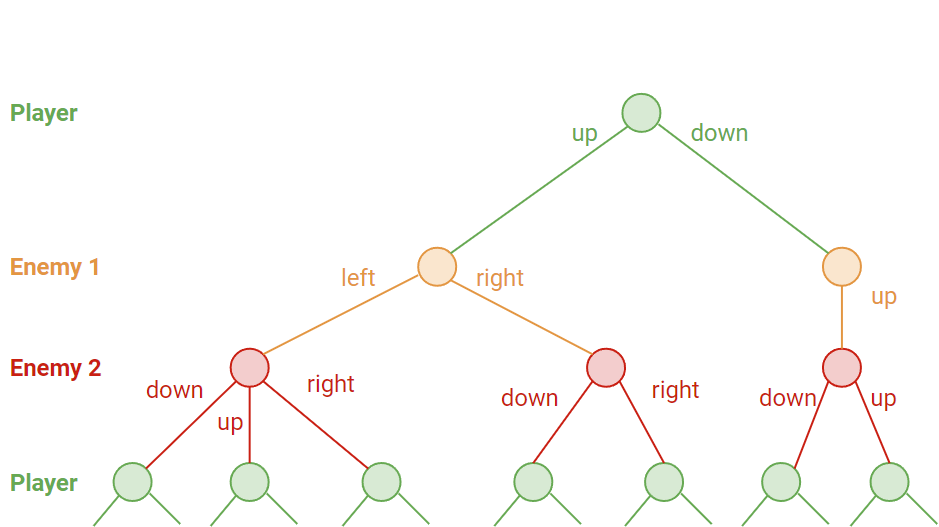 Player
up
down
Enemy 1
left
right
up
Enemy 2
down
up
right
down
right
down
up
Player